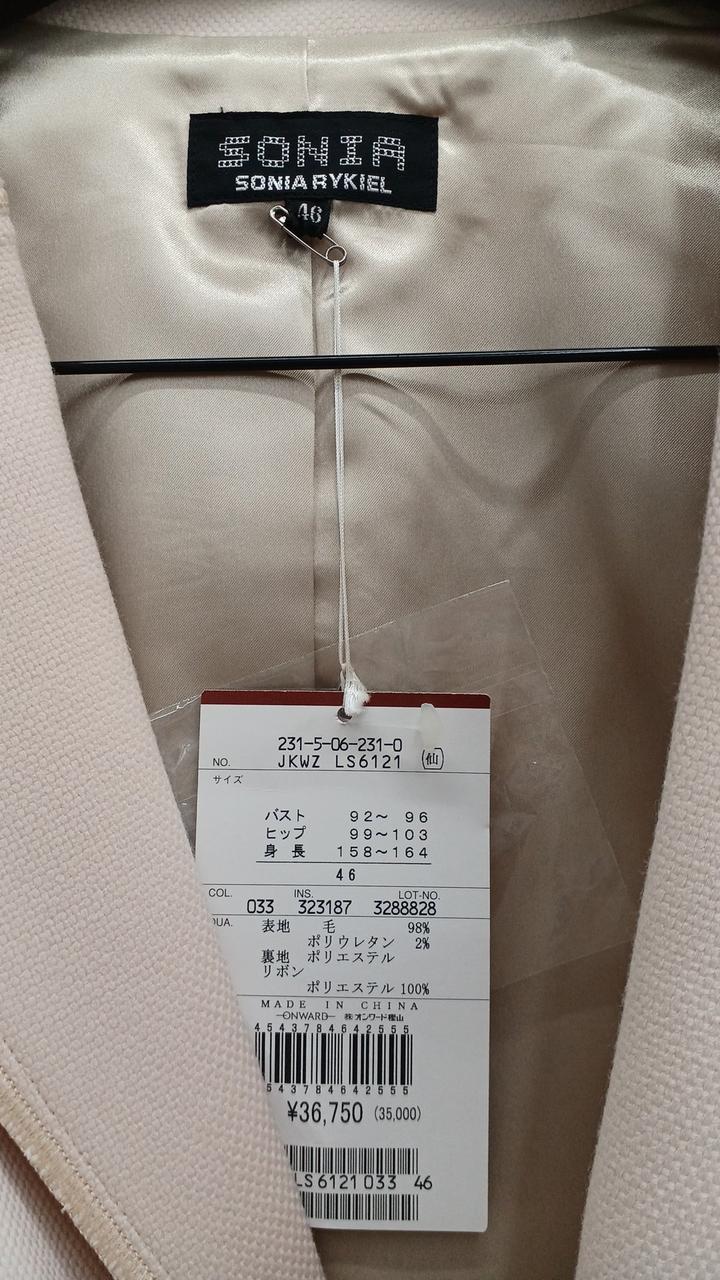 SONIA
SONIA RYKIEL
46
231-5-06-231-0
NO. JKWZ LS6121 (仙)
サイズ
バスト 92～ 96
ヒップ 99～103
身 長 158～164
46
COL. INS. LOT-NO.
033 323187 3288828
表地 毛 98%
ポリウレタン 2%
裏地 ポリエステル
リボン
ポリエステル 100%
MADE IN CHINA
ONWARD 株オンワード樫山
4543784642555
543784642555
¥36,750 (35,000)
LS6121033 46